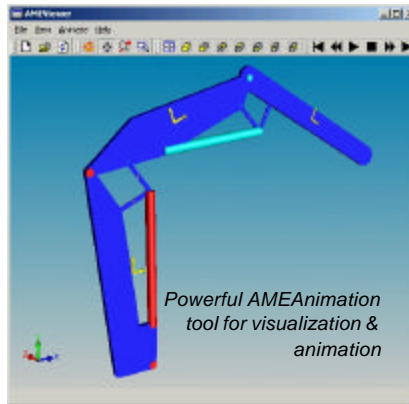 AMEViewer
File View Animate Help
Powerful AMEAnimation
tool for visualization &
animation